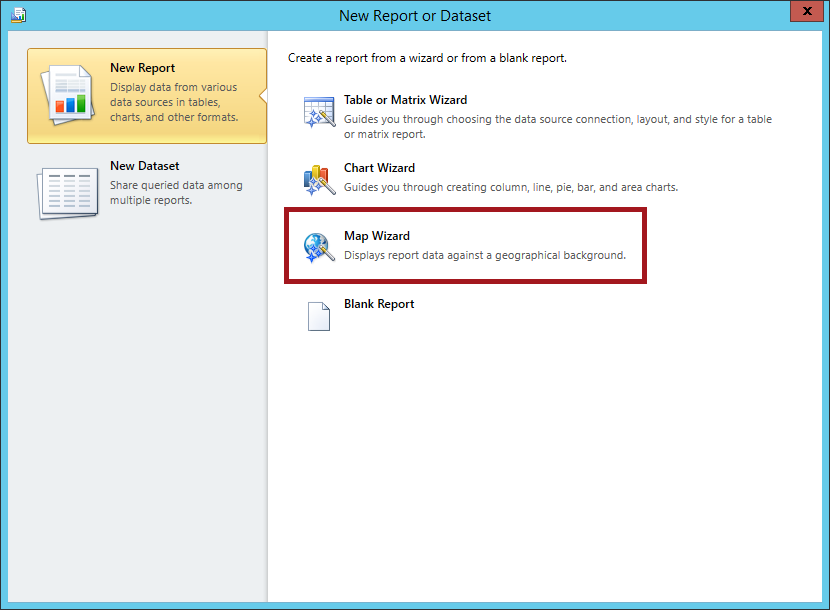 New Report or Dataset
New Report
Display data from various
data sources in tables,
charts, and other formats.
New Dataset
Share queried data among
multiple reports.
Create a report from a wizard or from a blank report.
Table or Matrix Wizard
Guides you through choosing the data source connection, layout, and style for a table
or matrix report.
Chart Wizard
Guides you through creating column, line, pie, bar, and area charts.
Map Wizard
Displays report data against a geographical background.
Blank Report